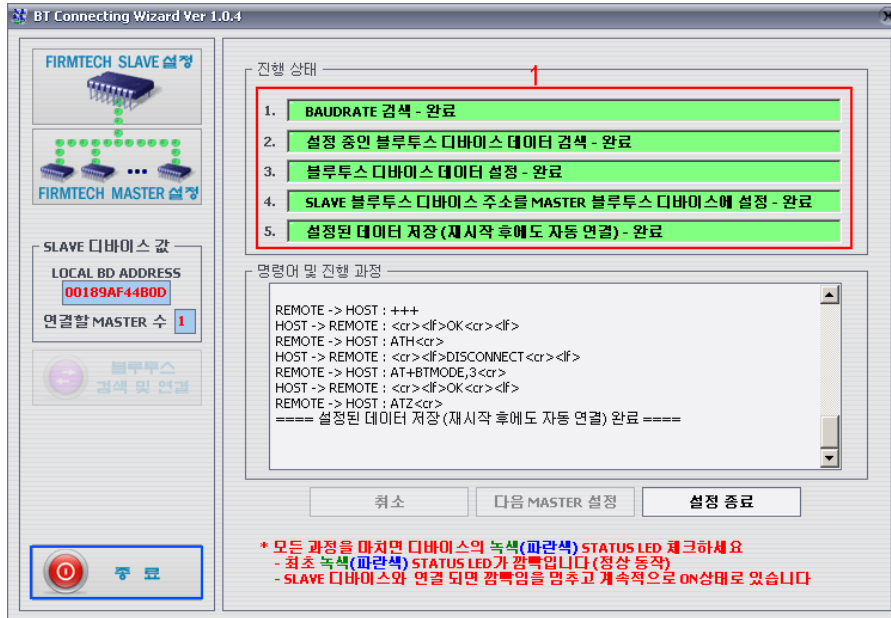 BT Connecting Wizard Ver 1.0.4
FIRMTECH SLAVE 설정
FIRMTECH MASTER 설정
SLAVE 디바이스 값
LOCAL BD ADDRESS
00189AF44B0D
연결할 MASTER 수 1
블루투스
검색 및 연결
종 료
진행 상태
1
1. BAUDRATE 검색 - 완료
2. 설정 중인 블루투스 디바이스 데이터 검색 - 완료
3. 블루투스 디바이스 데이터 설정 - 완료
4. SLAVE 블루투스 디바이스 주소를 MASTER 블루투스 디바이스에 설정 - 완료
5. 설정된 데이터 저장 (재시작 후에도 자동 연결) - 완료
명령어 및 진행 과정
REMOTE -> HOST : +++
HOST -> REMOTE : <cr><lf>OK<cr><lf>
REMOTE -> HOST : ATH<cr>
HOST -> REMOTE : <cr><lf>DISCONNECT<cr><lf>
REMOTE -> HOST : AT+BTMODE,3<cr>
HOST -> REMOTE : <cr><lf>OK<cr><lf>
REMOTE -> HOST : ATZ<cr>
==== 설정된 데이터 저장 (재시작 후에도 자동 연결) 완료 ====
취소
다음 MASTER 설정
설정 종료
* 모든 과정을 마치면 디바이스의 녹색(파란색) STATUS LED 체크하세요
- 최초 녹색(파란색) STATUS LED가 깜빡입니다 (정상 동작)
- SLAVE 디바이스와 연결 되면 깜빡임을 멈추고 계속적으로 ON상태로 있습니다